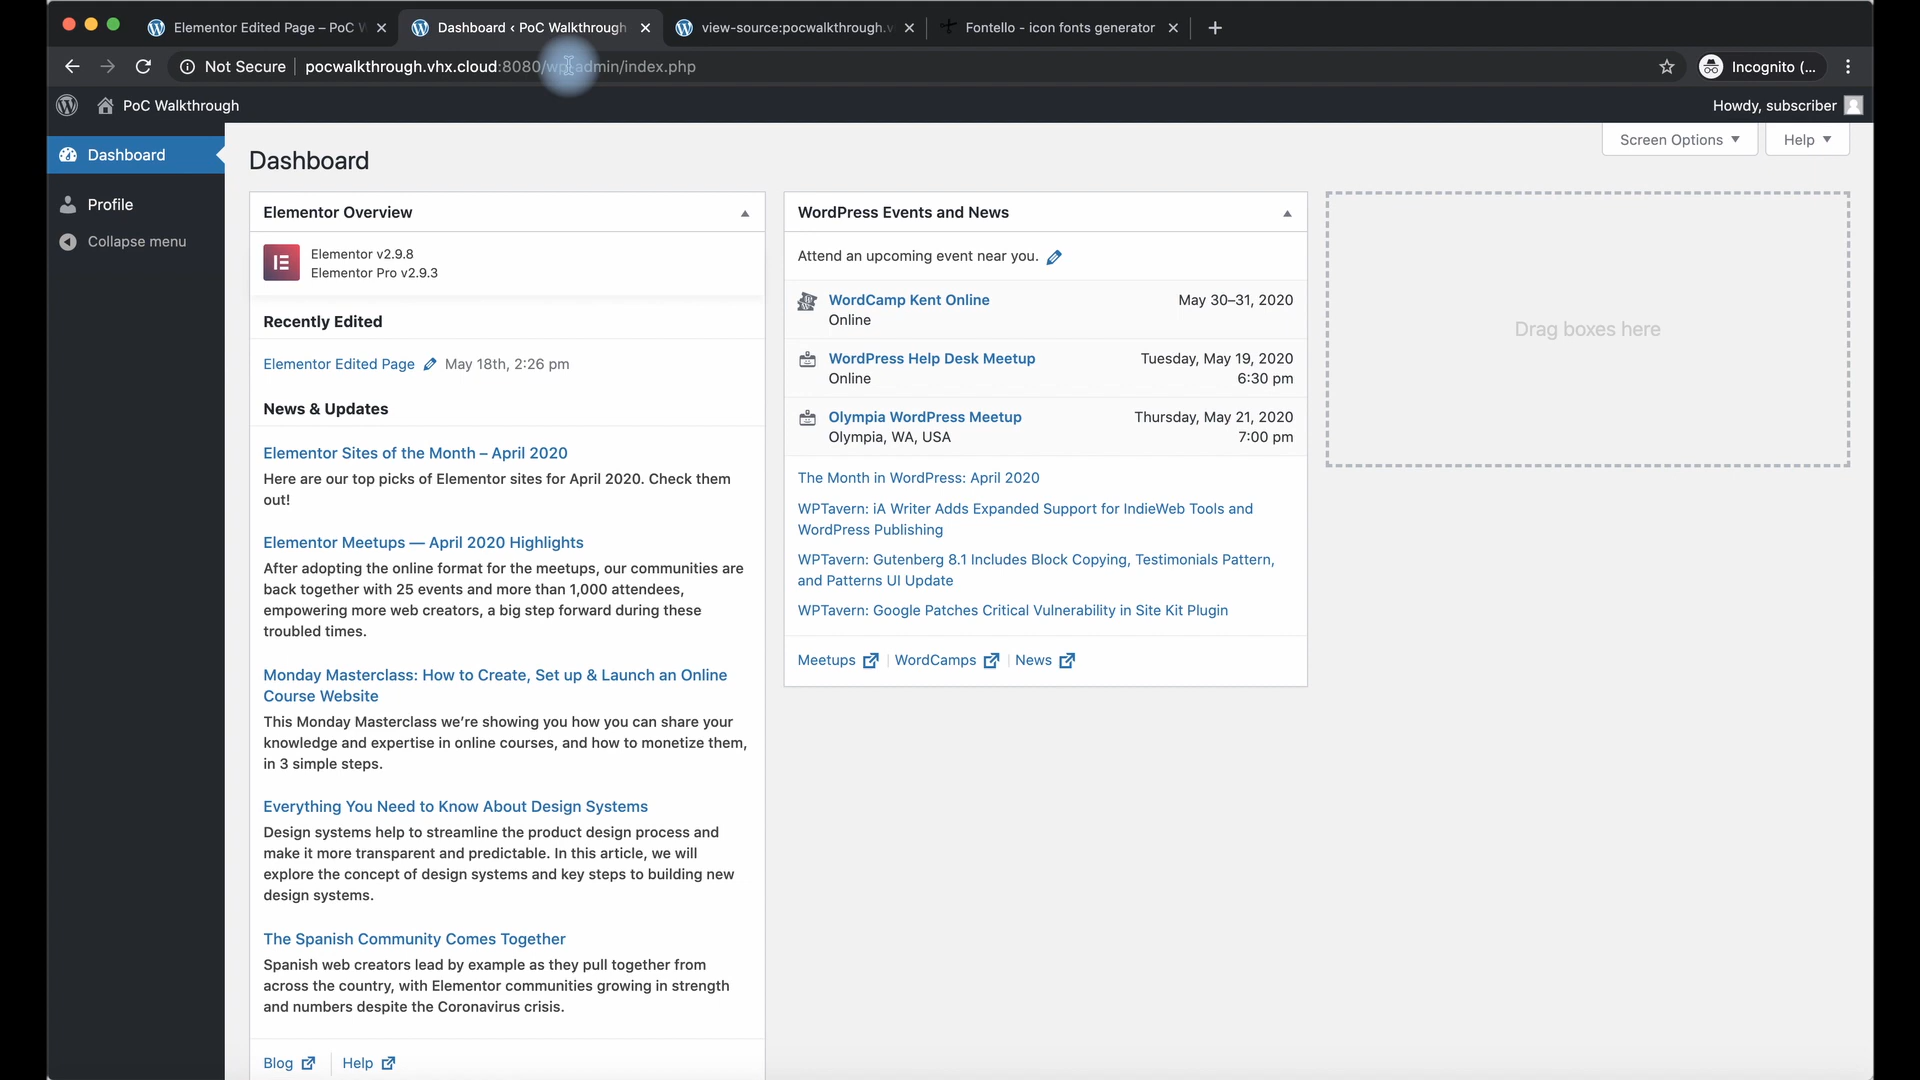 Elementor Edited Page – PoC W
Dashboard ‹ PoC Walkthrough
view-source:pocwalkthrough.v
Fontello - icon fonts generator
Not Secure
pocwalkthrough.vhx.cloud:8080/wp-admin/index.php
Incognito (...
PoC Walkthrough
Howdy, subscriber
Dashboard
Profile
Collapse menu
Dashboard
Screen Options
Help
Elementor Overview
Elementor v2.9.8
Elementor Pro v2.9.3
Recently Edited
Elementor Edited Page
May 18th, 2:26 pm
News & Updates
Elementor Sites of the Month – April 2020
Here are our top picks of Elementor sites for April 2020. Check them
out!
Elementor Meetups — April 2020 Highlights
After adopting the online format for the meetups, our communities are
back together with 25 events and more than 1,000 attendees,
empowering more web creators, a big step forward during these
troubled times.
Monday Masterclass: How to Create, Set up & Launch an Online
Course Website
This Monday Masterclass we’re showing you how you can share your
knowledge and expertise in online courses, and how to monetize them,
in 3 simple steps.
Everything You Need to Know About Design Systems
Design systems help to streamline the product design process and
make it more transparent and predictable. In this article, we will
explore the concept of design systems and key steps to building new
design systems.
The Spanish Community Comes Together
Spanish web creators lead by example as they pull together from
across the country, with Elementor communities growing in strength
and numbers despite the Coronavirus crisis.
Blog
Help
WordPress Events and News
Attend an upcoming event near you.
WordCamp Kent Online
May 30–31, 2020
Online
WordPress Help Desk Meetup
Tuesday, May 19, 2020
Online
6:30 pm
Olympia WordPress Meetup
Thursday, May 21, 2020
Olympia, WA, USA
7:00 pm
The Month in WordPress: April 2020
WPTavern: iA Writer Adds Expanded Support for IndieWeb Tools and
WordPress Publishing
WPTavern: Gutenberg 8.1 Includes Block Copying, Testimonials Pattern,
and Patterns UI Update
WPTavern: Google Patches Critical Vulnerability in Site Kit Plugin
Meetups
WordCamps
News
Drag boxes here